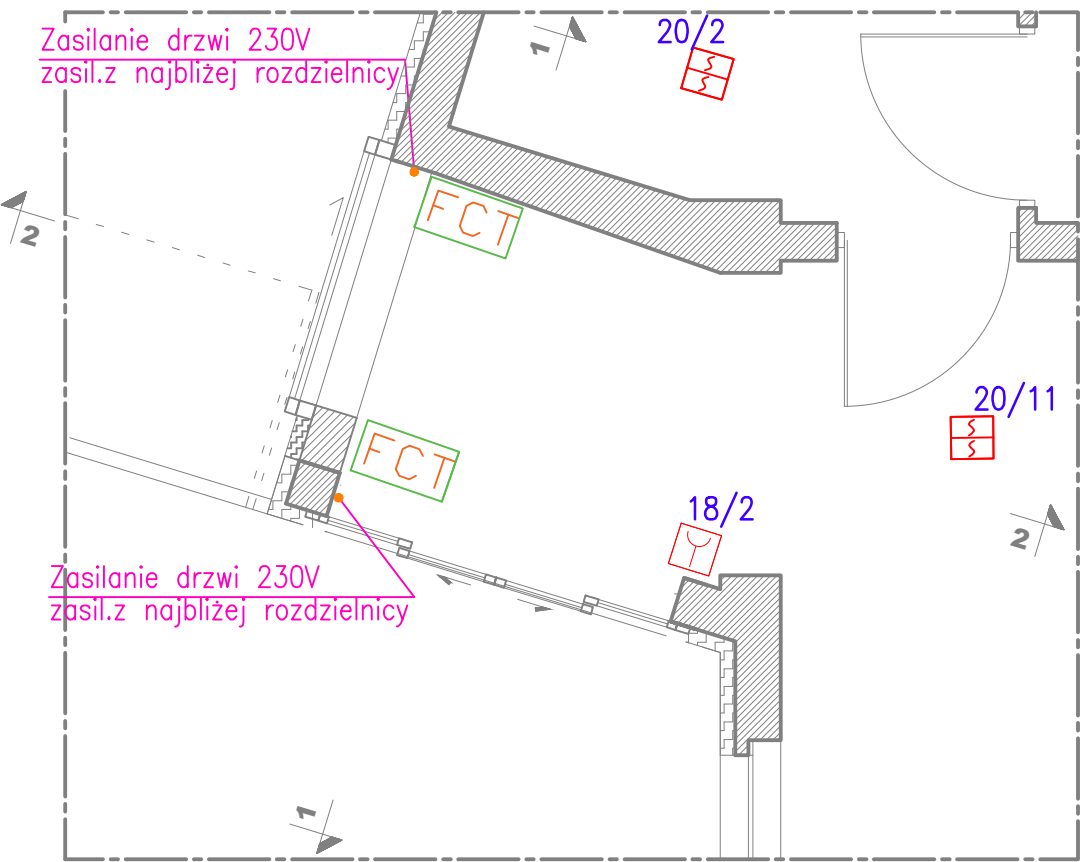 Zasilanie drzwi 230V
zasil.z najbliżej rozdzielnicy
1
20/2
2
FCT
20/11
FCT
18/2
2
Zasilanie drzwi 230V
zasil.z najbliżej rozdzielnicy
1